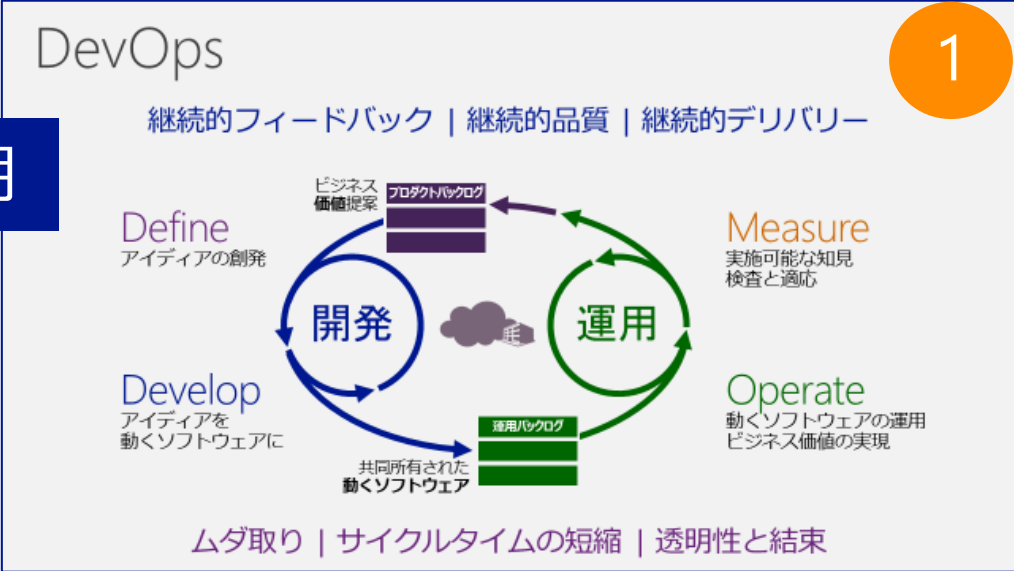 DevOps
1
継続的フィードバック | 継続的品質 | 継続的デリバリー
ビジネス
価値提案
プロダクトバックログ
Define
アイディアの創発
Measure
実施可能な知見
検査と適応
開発
運用
Develop
アイディアを
動くソフトウェアに
Operate
動くソフトウェアの運用
ビジネス価値の実現
運用バックログ
共同所有された
動くソフトウェア
ムダ取り | サイクルタイムの短縮 | 透明性と結束